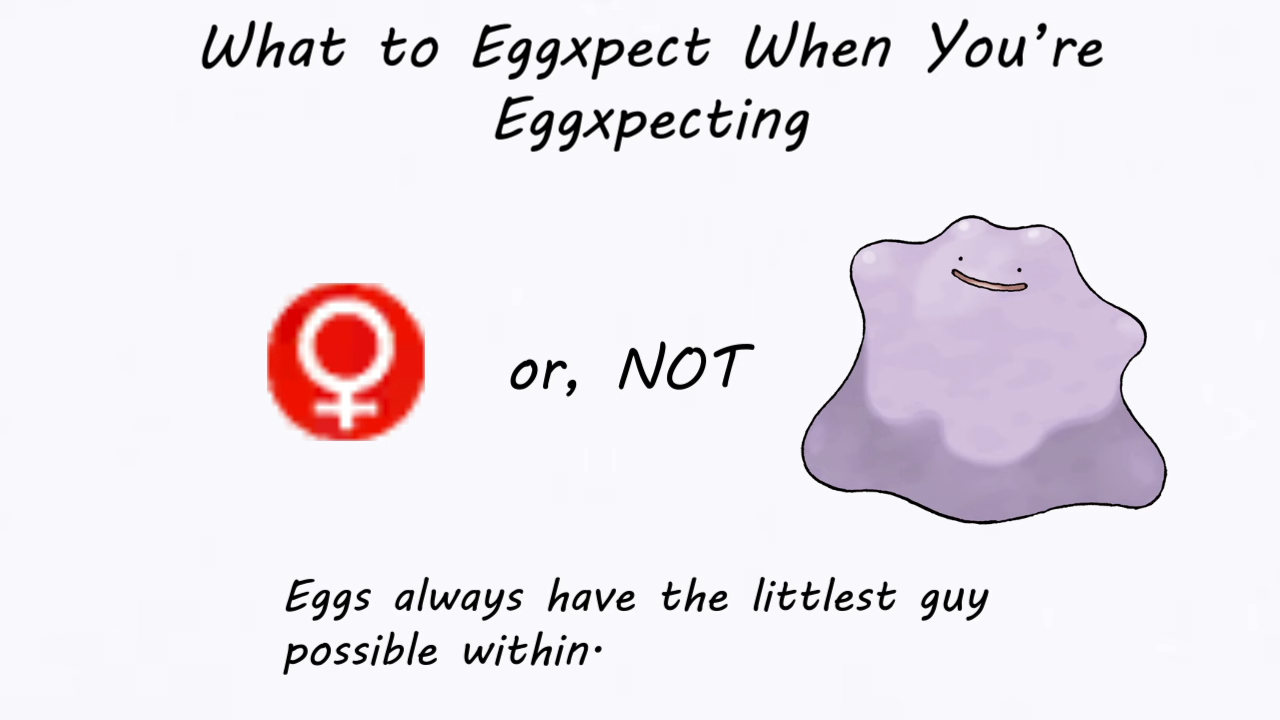 What to Eggxpect When You're
Eggxpecting
or, NOT
Eggs always have the littlest guy
possible within.